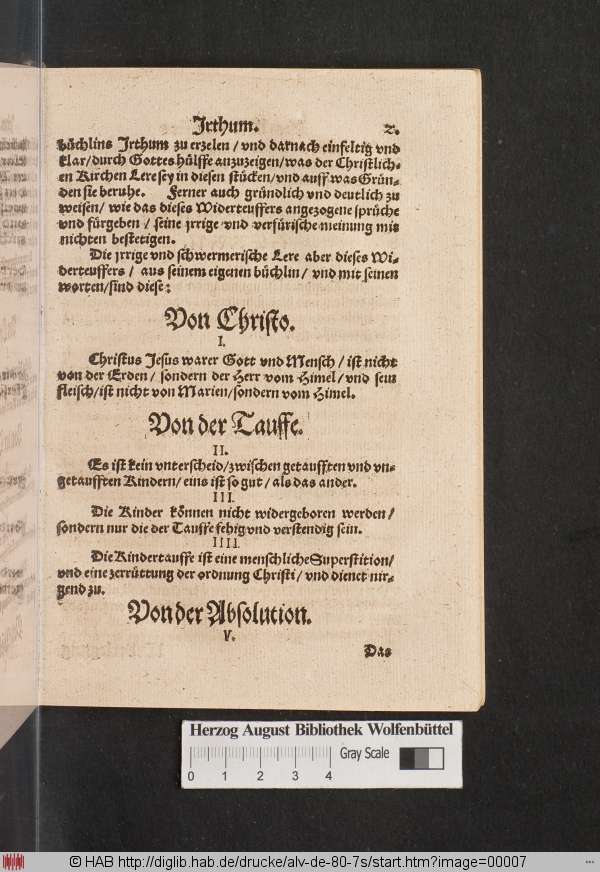 Jrthum. 2.
büchlins Jrthum zu erzelen / vnd darnach einfeltig vnd
klar/durch Gottes hülffe anzuzeigen/was der Christlich-
en Kirchen Lere sey in diesen stücken/vnd auff was Grün-
den sie beruhe. Ferner auch gründlich vnd deutlich zu
weisen/ wie das dieses Widerteuffers angezogene sprüche
vnd fürgeben / seine jrrige vnd verfürische meinung mit
nichten bestetigen.
Die jrrige vnd schwermerische Lere aber dieses Wi-
derteuffers / aus seinem eigenen büchlin / vnd mit seinen
worten/sind diese:
Von Christo.
I.
Christus Jesus warer Gott vnd Mensch / ist nicht
von der Erden / sondern der Herr vom Himel/vnd sein
fleisch/ist nicht von Marien/sondern vom Himel.
Von der Tauffe.
II.
Es ist kein vnterscheid/zwischen getaufften vnd vn-
getaufften Kindern/ eins ist so gut / als das ander.
III.
Die Kinder können nicht widergeboren werden/
sondern nur die der Tauffe fehig vnd verstendig sein.
IIII.
Die Kindertauffe ist eine menschliche Superstition/
vnd eine zerrüttung der ordnung Christi / vnd dienet nir-
gend zu.
Von der Absolution.
V.
Das
Herzog August Bibliothek Wolfenbüttel
Gray Scale
0 1 2 3 4
© HAB http://diglib.hab.de/drucke/alv-de-80-7s/start.htm?image=00007